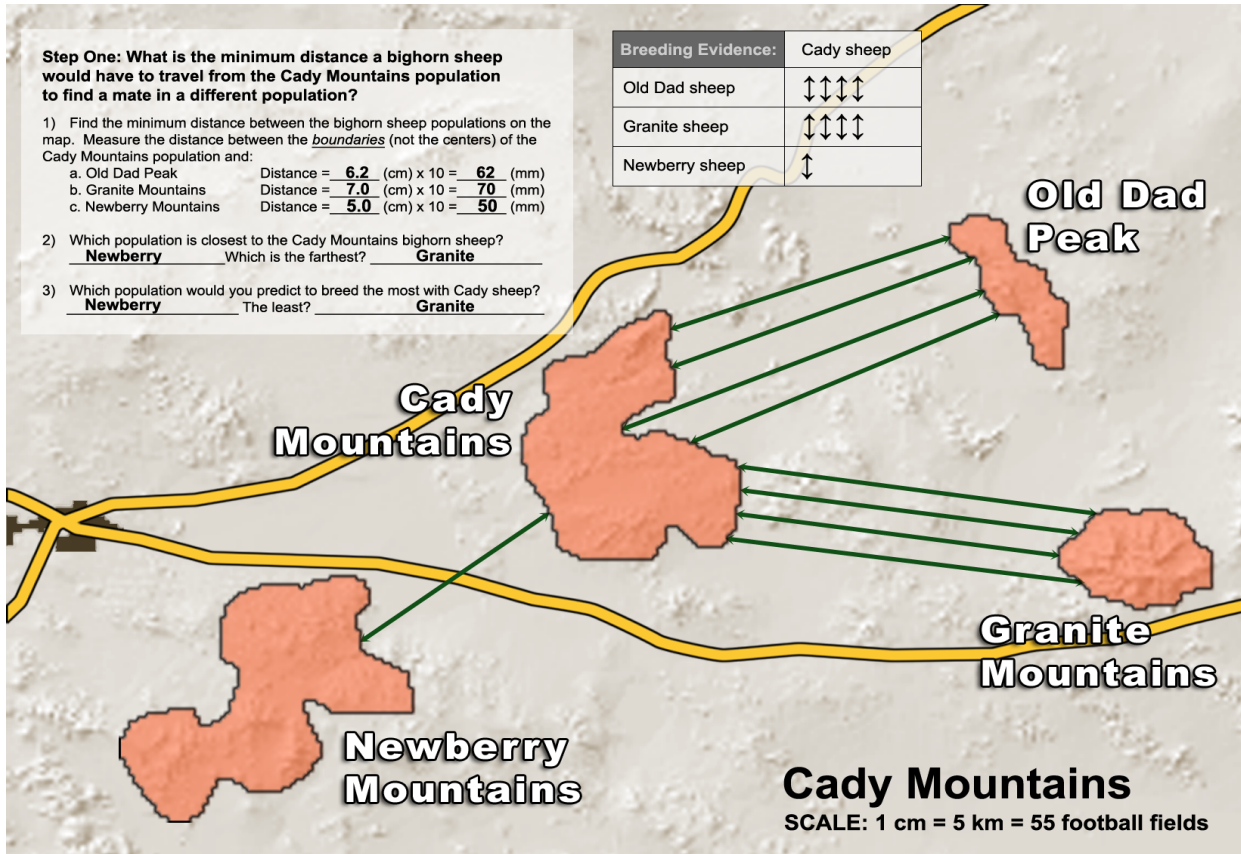 Step One: What is the minimum distance a bighorn sheep
would have to travel from the Cady Mountains population
to find a mate in a different population?
1) Find the minimum distance between the bighorn sheep populations on the
map. Measure the distance between the boundaries (not the centers) of the
Cady Mountains population and:
a. Old Dad Peak Distance = 6.2 (cm) x 10 = 62 (mm)
b. Granite Mountains Distance = 7.0 (cm) x 10 = 70 (mm)
c. Newberry Mountains Distance = 5.0 (cm) x 10 = 50 (mm)
2) Which population is closest to the Cady Mountains bighorn sheep?
Newberry Which is the farthest? Granite
3) Which population would you predict to breed the most with Cady sheep?
Newberry The least? Granite
Breeding Evidence: Cady sheep
Old Dad sheep ↕↕↕↕
Granite sheep ↕↕↕↕
Newberry sheep ↕
Old Dad
Peak
Cady
Mountains
Granite
Mountains
Newberry
Mountains
Cady Mountains
SCALE: 1 cm = 5 km = 55 football fields